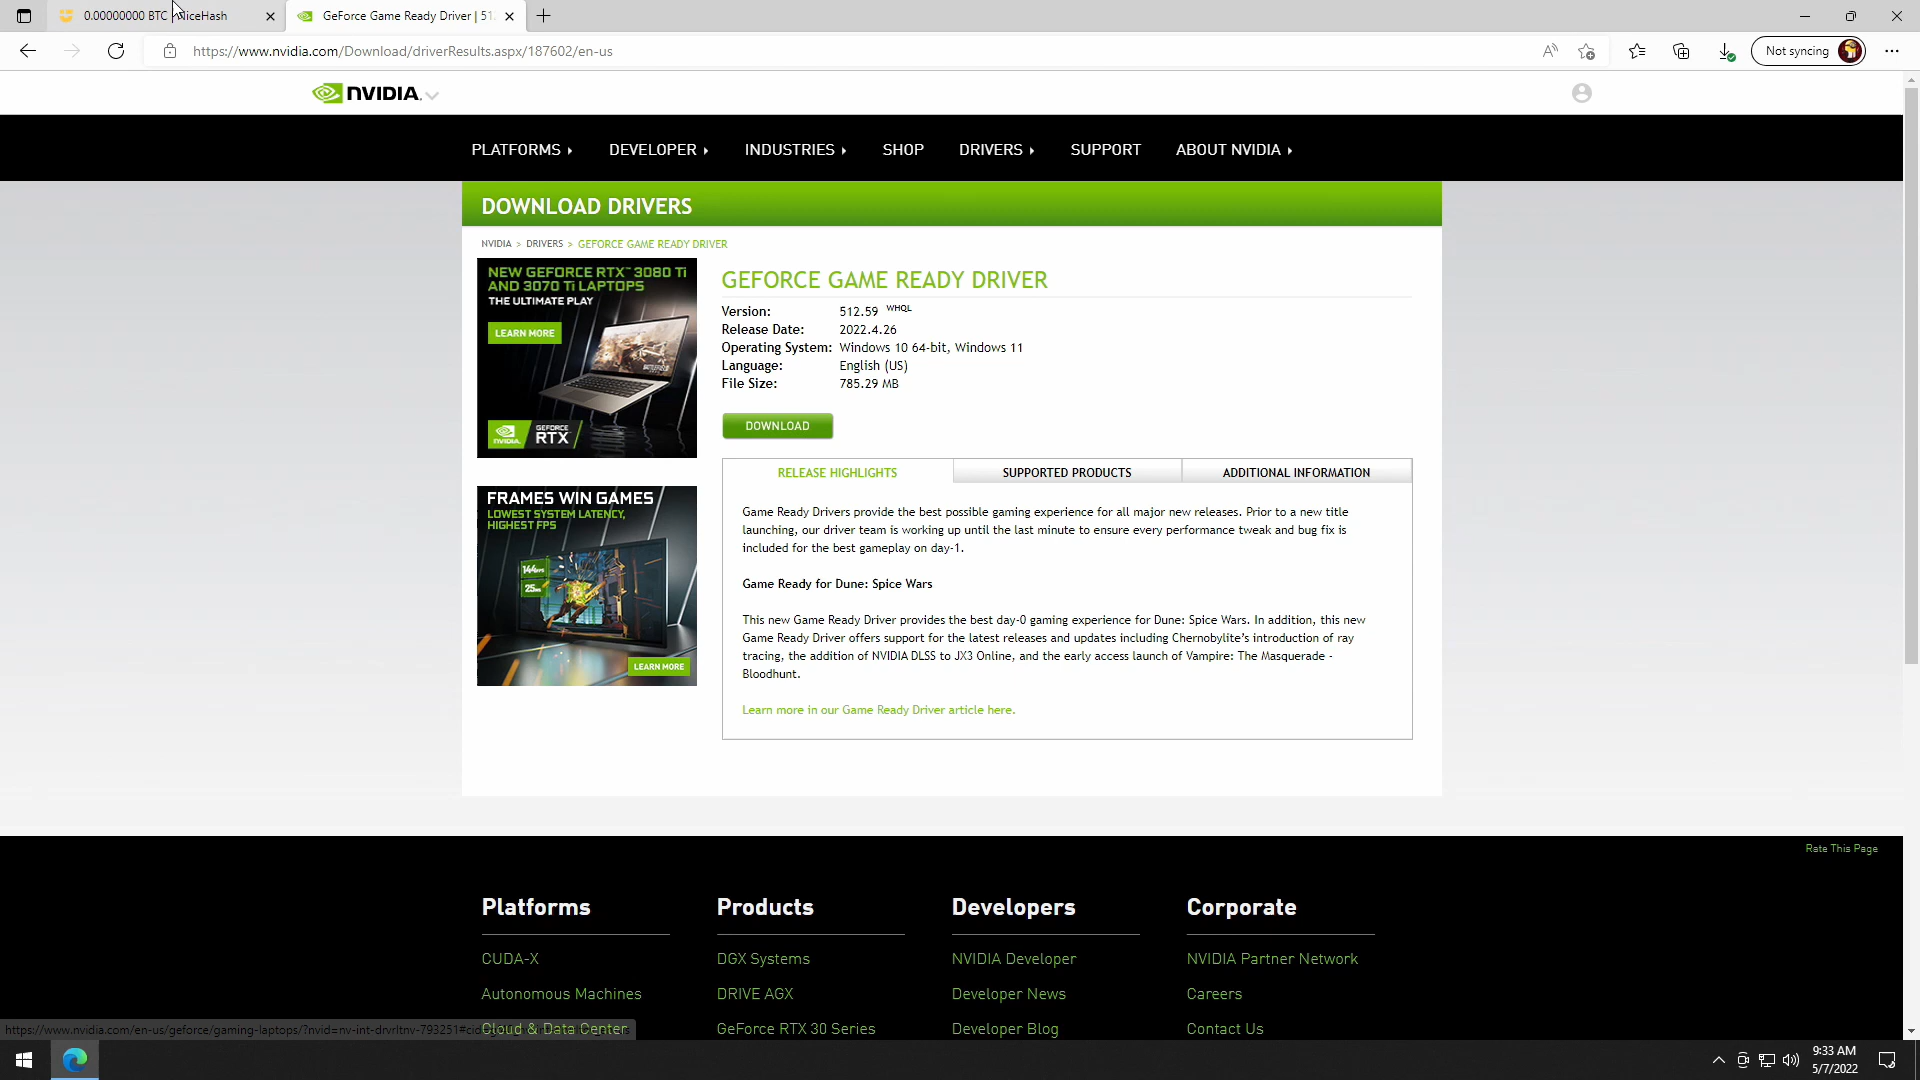 0.00000000 BTC | NiceHash
GeForce Game Ready Driver | 51
https://www.nvidia.com/Download/driverResults.aspx/187602/en-us
Not syncing
NVIDIA.
PLATFORMS DEVELOPER INDUSTRIES SHOP DRIVERS SUPPORT ABOUT NVIDIA
DOWNLOAD DRIVERS
NVIDIA > DRIVERS > GEFORCE GAME READY DRIVER
NEW GEFORCE RTX™ 3080 Ti
AND 3070 Ti LAPTOPS
THE ULTIMATE PLAY
LEARN MORE
NVIDIA.
GEFORCE
RTX
FRAMES WIN GAMES
LOWEST SYSTEM LATENCY,
HIGHEST FPS
144FPS
25ms
LEARN MORE
GEFORCE GAME READY DRIVER
Version: 512.59 WHQL
Release Date: 2022.4.26
Operating System: Windows 10 64-bit, Windows 11
Language: English (US)
File Size: 785.29 MB
DOWNLOAD
RELEASE HIGHLIGHTS SUPPORTED PRODUCTS ADDITIONAL INFORMATION
Game Ready Drivers provide the best possible gaming experience for all major new releases. Prior to a new title
launching, our driver team is working up until the last minute to ensure every performance tweak and bug fix is
included for the best gameplay on day-1.
Game Ready for Dune: Spice Wars
This new Game Ready Driver provides the best day-0 gaming experience for Dune: Spice Wars. In addition, this new
Game Ready Driver offers support for the latest releases and updates including Chernobylite's introduction of ray
tracing, the addition of NVIDIA DLSS to JX3 Online, and the early access launch of Vampire: The Masquerade -
Bloodhunt.
Learn more in our Game Ready Driver article here.
Rate This Page
Platforms Products Developers Corporate
CUDA-X DGX Systems NVIDIA Developer NVIDIA Partner Network
Autonomous Machines DRIVE AGX Developer News Careers
Cloud & Data Center GeForce RTX 30 Series Developer Blog Contact Us
https://www.nvidia.com/en-us/geforce/gaming-laptops/?nvid=nv-int-drvrltnv-793251#cid=
9:33 AM
5/7/2022